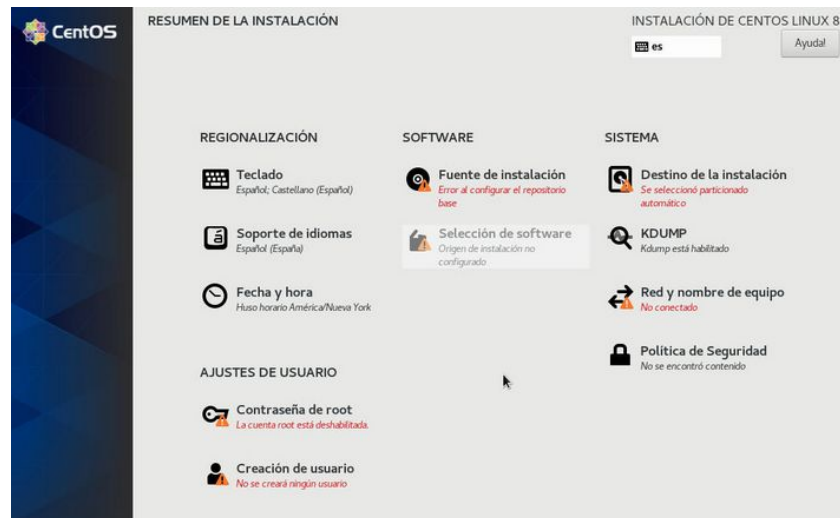 CentOS
RESUMEN DE LA INSTALACIÓN
INSTALACIÓN DE CENTOS LINUX 8
es
Ayuda!
REGIONALIZACIÓN
Teclado
Español; Castellano (Español)
á
Soporte de idiomas
Español (España)
Fecha y hora
Huso horario América/Nueva York
SOFTWARE
Fuente de instalación
Error al configurar el repositorio
base
Selección de software
Origen de instalación no
configurado
SISTEMA
Destino de la instalación
Se seleccionó particionado
automático
KDUMP
Kdump está habilitado
Red y nombre de equipo
No conectado
Política de Seguridad
No se encontró contenido
AJUSTES DE USUARIO
Contraseña de root
La cuenta root está deshabilitada.
Creación de usuario
No se creará ningún usuario